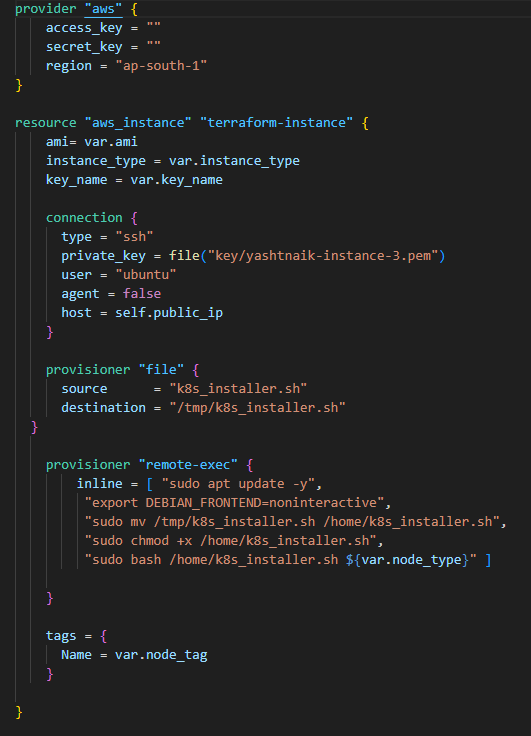 provider "aws" {
    access_key = ""
    secret_key = ""
    region = "ap-south-1"
}

resource "aws_instance" "terraform-instance" {
    ami= var.ami
    instance_type = var.instance_type
    key_name = var.key_name

    connection {
      type = "ssh"
      private_key = file("key/yashtnaik-instance-3.pem")
      user = "ubuntu"
      agent = false
      host = self.public_ip
    }

    provisioner "file" {
      source      = "k8s_installer.sh"
      destination = "/tmp/k8s_installer.sh"
  }

    provisioner "remote-exec" {
        inline = [ "sudo apt update -y",
         "export DEBIAN_FRONTEND=noninteractive",
         "sudo mv /tmp/k8s_installer.sh /home/k8s_installer.sh",
         "sudo chmod +x /home/k8s_installer.sh",
         "sudo bash /home/k8s_installer.sh ${var.node_type}" ]

    }

    tags = {
      Name = var.node_tag
    }

}